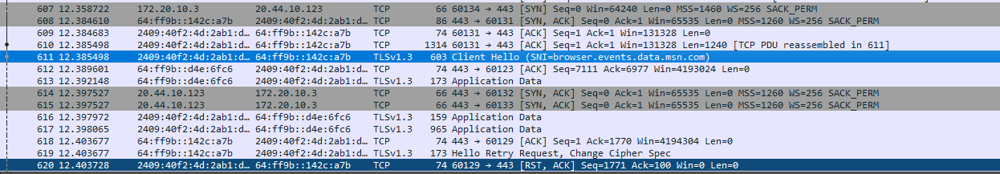 607 12.358722 172.20.10.3 20.44.10.123 TCP 66 60134 → 443 [SYN] Seq=0 Win=64240 Len=0 MSS=1460 WS=256 SACK_PERM
608 12.384610 64:ff9b::142c:a7b 2409:40f2:4d:2ab1:d… TCP 86 443 → 60131 [SYN, ACK] Seq=0 Ack=1 Win=65535 Len=0 MSS=1260 WS=256 SACK_PERM
609 12.384683 2409:40f2:4d:2ab1:d… 64:ff9b::142c:a7b TCP 74 60131 → 443 [ACK] Seq=1 Ack=1 Win=131328 Len=0
610 12.385498 2409:40f2:4d:2ab1:d… 64:ff9b::142c:a7b TCP 1314 60131 → 443 [ACK] Seq=1 Ack=1 Win=131328 Len=1240 [TCP PDU reassembled in 611]
611 12.385498 2409:40f2:4d:2ab1:d… 64:ff9b::142c:a7b TLSv1.3 603 Client Hello (SNI=browser.events.data.msn.com)
612 12.389601 64:ff9b::d4e:6fc6 2409:40f2:4d:2ab1:d… TCP 74 443 → 60123 [ACK] Seq=7111 Ack=6977 Win=4193024 Len=0
613 12.392148 64:ff9b::d4e:6fc6 2409:40f2:4d:2ab1:d… TLSv1.3 173 Application Data
614 12.397527 20.44.10.123 172.20.10.3 TCP 66 443 → 60132 [SYN, ACK] Seq=0 Ack=1 Win=65535 Len=0 MSS=1260 WS=256 SACK_PERM
615 12.397527 20.44.10.123 172.20.10.3 TCP 66 443 → 60133 [SYN, ACK] Seq=0 Ack=1 Win=65535 Len=0 MSS=1260 WS=256 SACK_PERM
616 12.397972 2409:40f2:4d:2ab1:d… 64:ff9b::d4e:6fc6 TLSv1.3 159 Application Data
617 12.398065 2409:40f2:4d:2ab1:d… 64:ff9b::d4e:6fc6 TLSv1.3 965 Application Data
618 12.403677 64:ff9b::142c:a7b 2409:40f2:4d:2ab1:d… TCP 74 443 → 60129 [ACK] Seq=1 Ack=1770 Win=4194304 Len=0
619 12.403677 64:ff9b::142c:a7b 2409:40f2:4d:2ab1:d… TLSv1.3 173 Hello Retry Request, Change Cipher Spec
620 12.403728 2409:40f2:4d:2ab1:d… 64:ff9b::142c:a7b TCP 74 60129 → 443 [RST, ACK] Seq=1771 Ack=100 Win=0 Len=0